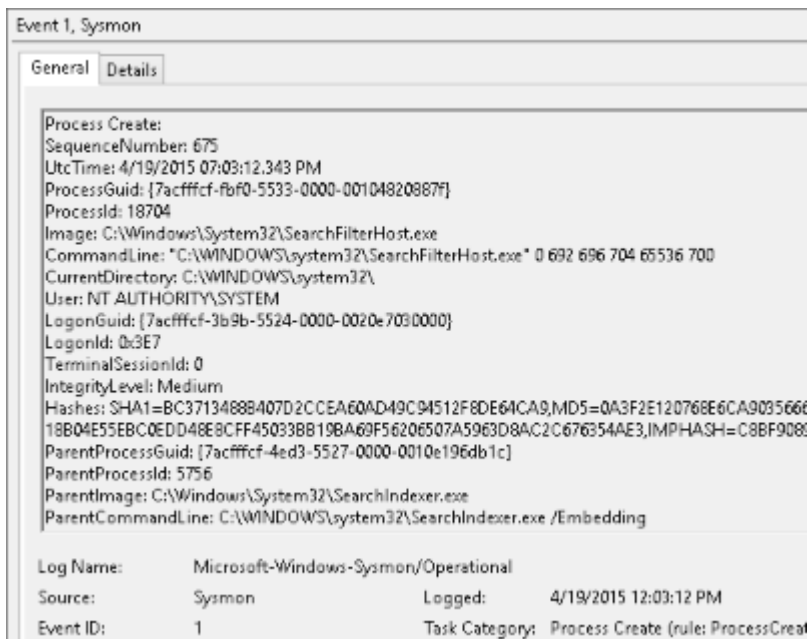 Event 1, Sysmon
General Details
Process Create:
SequenceNumber: 675
UtcTime: 4/19/2015 07:03:12.343 PM
ProcessGuid: {7acfffcf-fbf0-5533-0000-00104820887f}
ProcessId: 18704
Image: C:\Windows\System32\SearchFilterHost.exe
CommandLine: "C:\WINDOWS\system32\SearchFilterHost.exe" 0 692 696 704 65536 700
CurrentDirectory: C:\WINDOWS\system32\
User: NT AUTHORITY\SYSTEM
LogonGuid: {7acfffcf-3b9b-5524-0000-0020e7030000}
LogonId: 0x3E7
TerminalSessionId: 0
IntegrityLevel: Medium
Hashes: SHA1=BC3713488B407D2CCEA60AD49C94512F8DE64CA9,MD5=0A3F2E120768E6CA9035666
18B04E55EBC0EDD48E8CFF45033BB19BA69F56206507A5963D8AC2C676354AE3,IMPHASH=C8BF9089
ParentProcessGuid: {7acfffcf-4ed3-5527-0000-0010e196db1c}
ParentProcessId: 5756
ParentImage: C:\Windows\System32\SearchIndexer.exe
ParentCommandLine: C:\WINDOWS\system32\SearchIndexer.exe /Embedding
Log Name: Microsoft-Windows-Sysmon/Operational
Source: Sysmon Logged: 4/19/2015 12:03:12 PM
Event ID: 1 Task Category: Process Create (rule: ProcessCreat